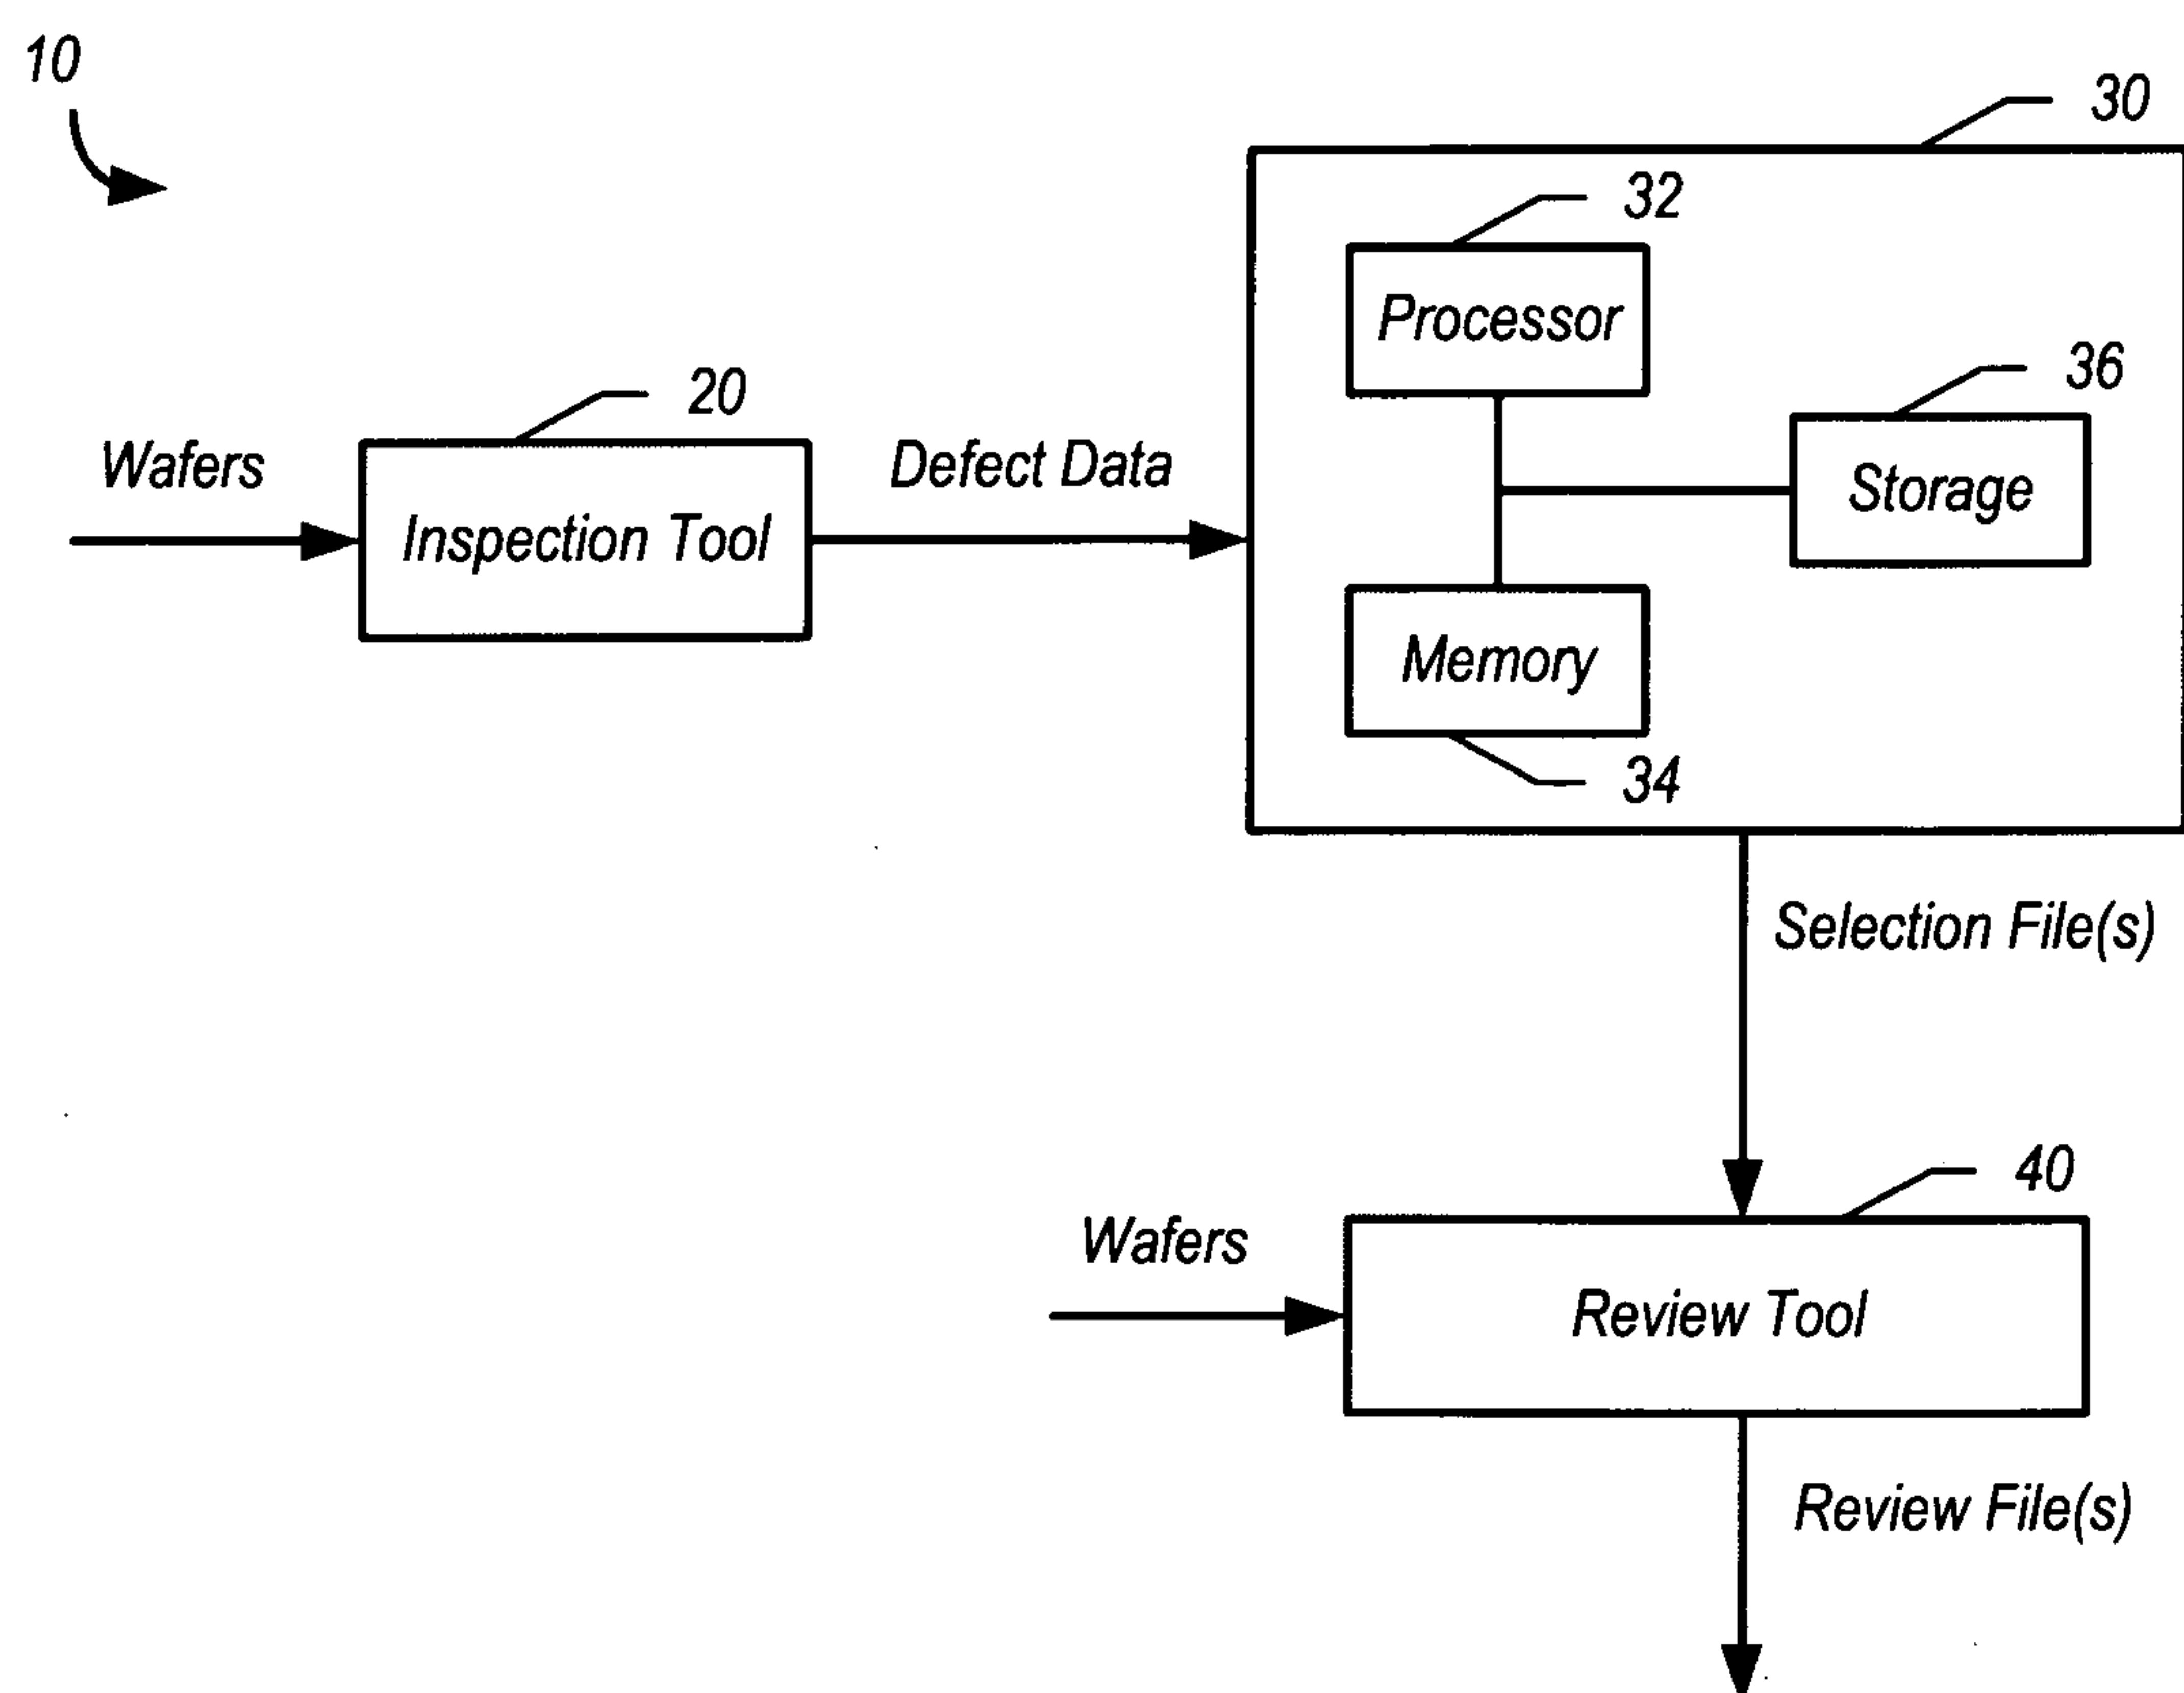 10
30
32
Processor
36
Storage
20
Wafers
Inspection Tool
Defect Data
Memory
34
Selection File(s)
40
Wafers
Review Tool
Review File(s)